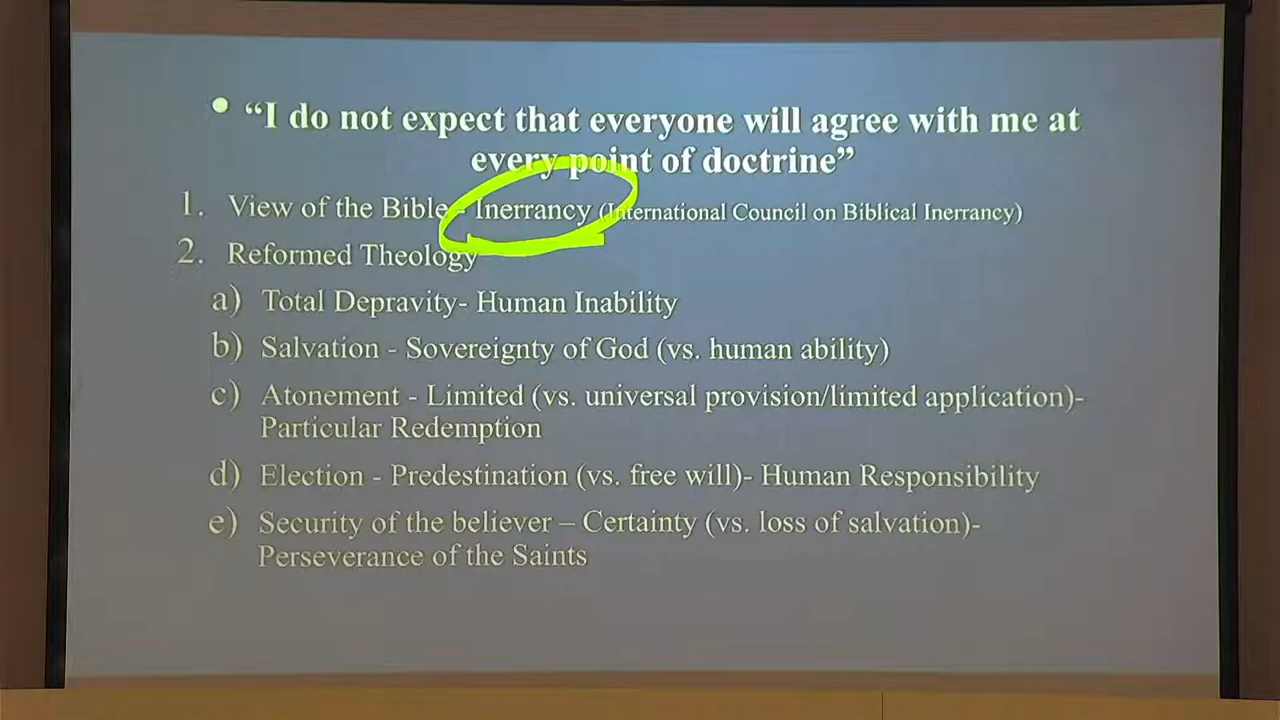 • “I do not expect that everyone will agree with me at
every point of doctrine”
1. View of the Bible - Inerrancy (International Council on Biblical Inerrancy)
2. Reformed Theology
a) Total Depravity- Human Inability
b) Salvation - Sovereignty of God (vs. human ability)
c) Atonement - Limited (vs. universal provision/limited application)-
Particular Redemption
d) Election - Predestination (vs. free will)- Human Responsibility
e) Security of the believer – Certainty (vs. loss of salvation)-
Perseverance of the Saints